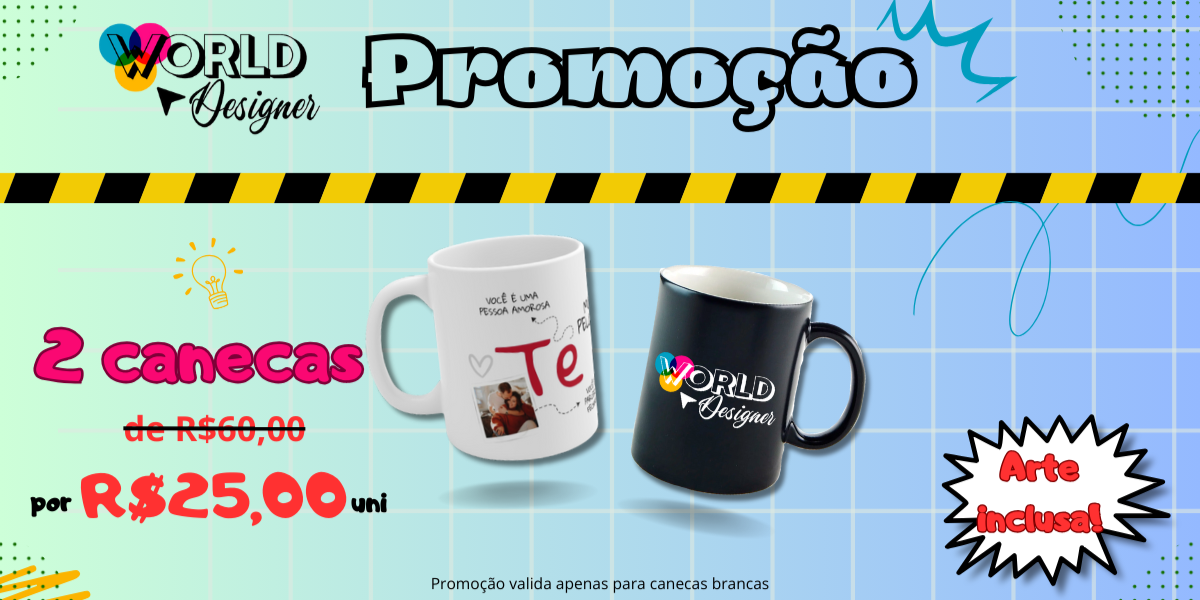 WORLD
Designer
Promoção
2 canecas
de R$60,00
por R$25,00 uni
VOCÊ É UMA
PESSOA AMOROSA
Te
WORLD
Designer
Arte
inclusa!
Promoção valida apenas para canecas brancas